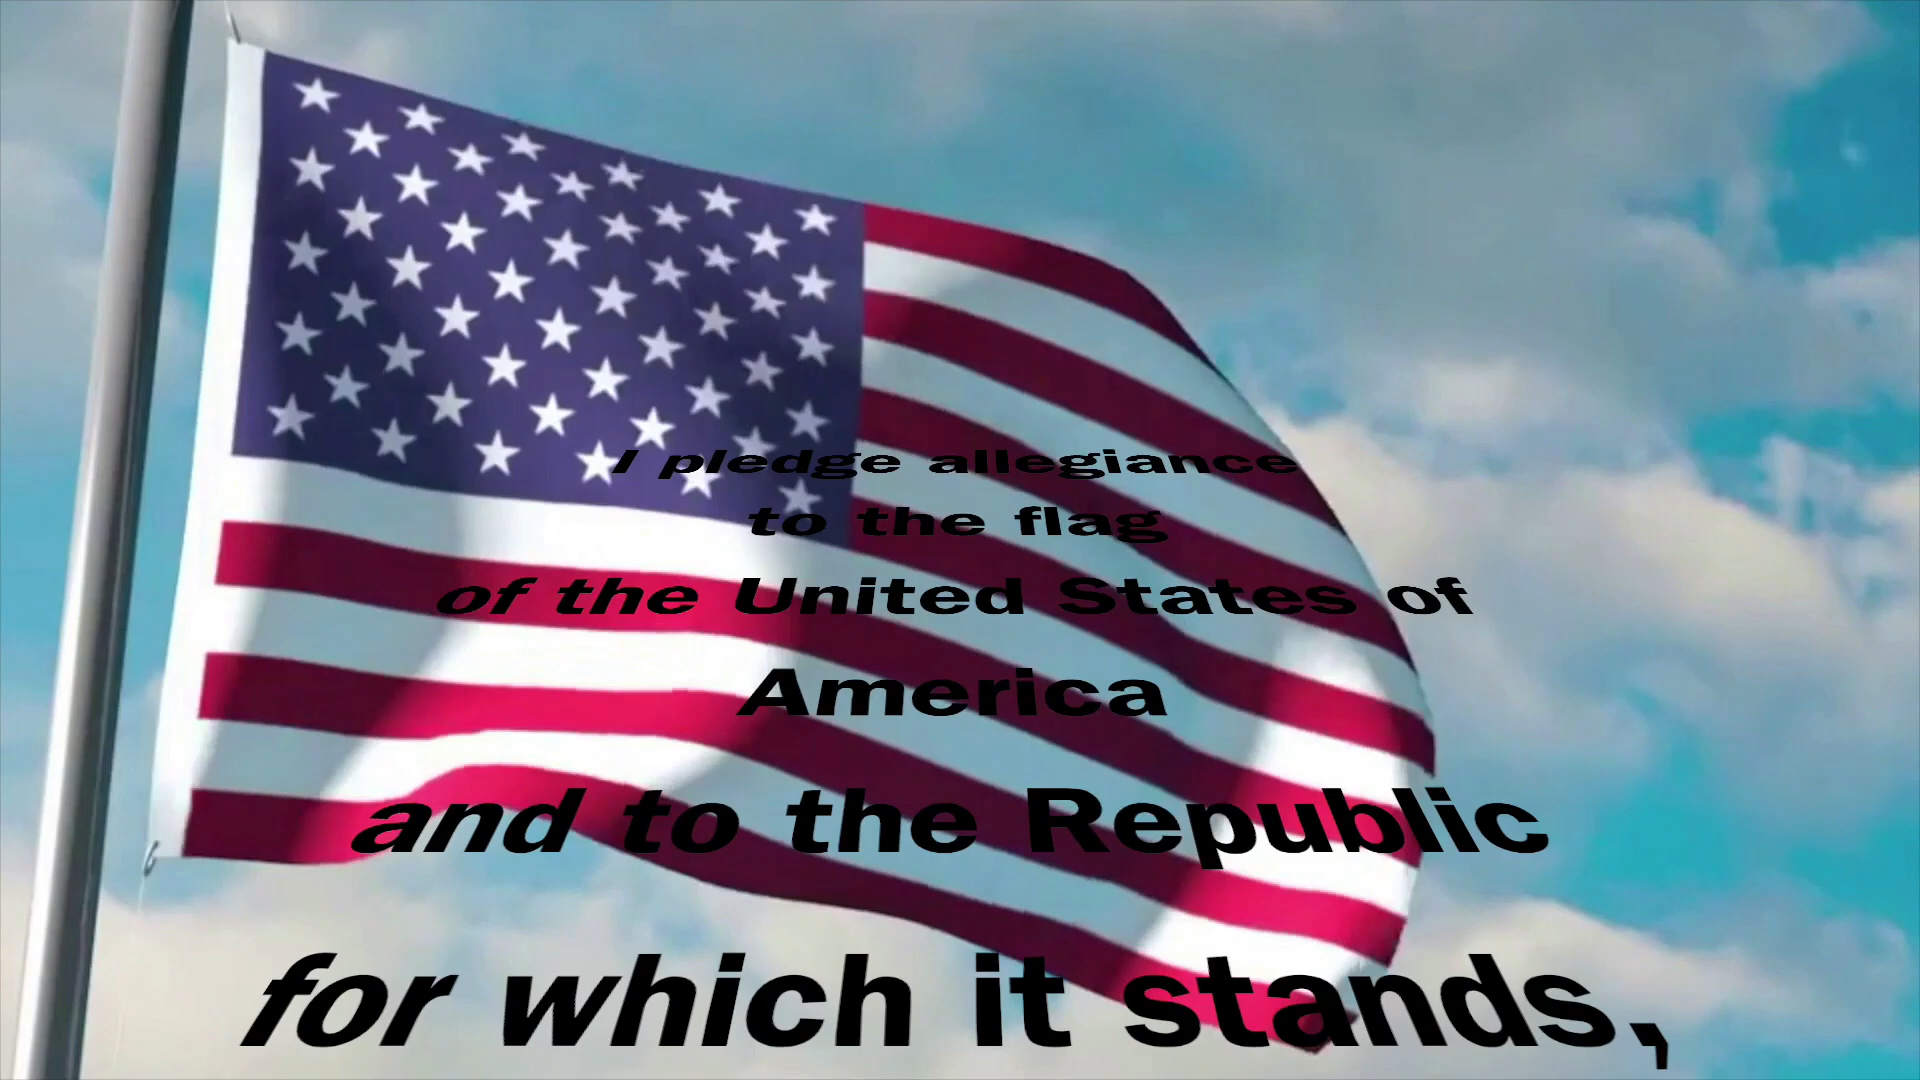 I pledge allegiance
to the flag
of the United States of
America
and to the Republic
for which it stands,